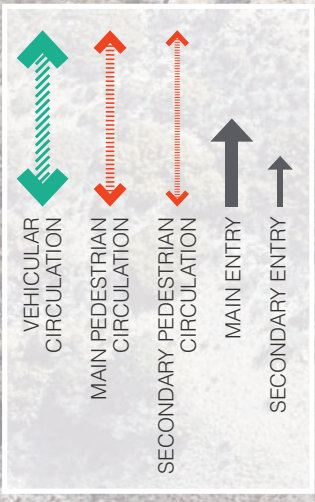 VEHICULAR
CIRCULATION
MAIN PEDESTRIAN
CIRCULATION
SECONDARY PEDESTRIAN
CIRCULATION
MAIN ENTRY
SECONDARY ENTRY